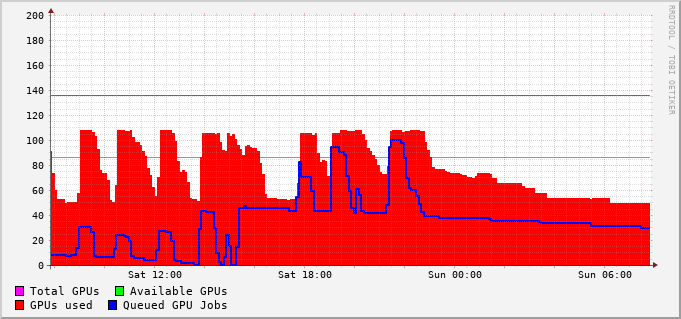 200
180
160
140
120
100
80
60
40
20
0
Sat 12:00 Sat 18:00 Sun 00:00 Sun 06:00
Total GPUs Available GPUs
GPUs used Queued GPU Jobs
RRDTOOL / TOBI OETIKER